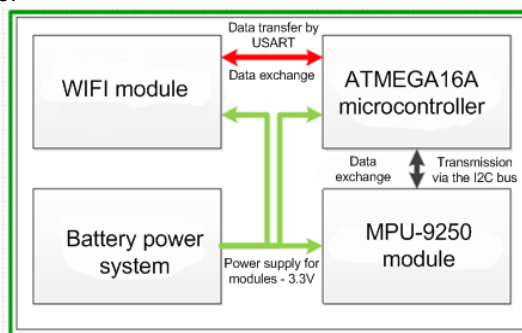 Data transfer by
USART
WIFI module
Data exchange
ATMEGA16A
microcontroller
Data
exchange
Transmission
via the I2C bus
Battery power
system
Power supply for
modules - 3.3V
MPU-9250
module